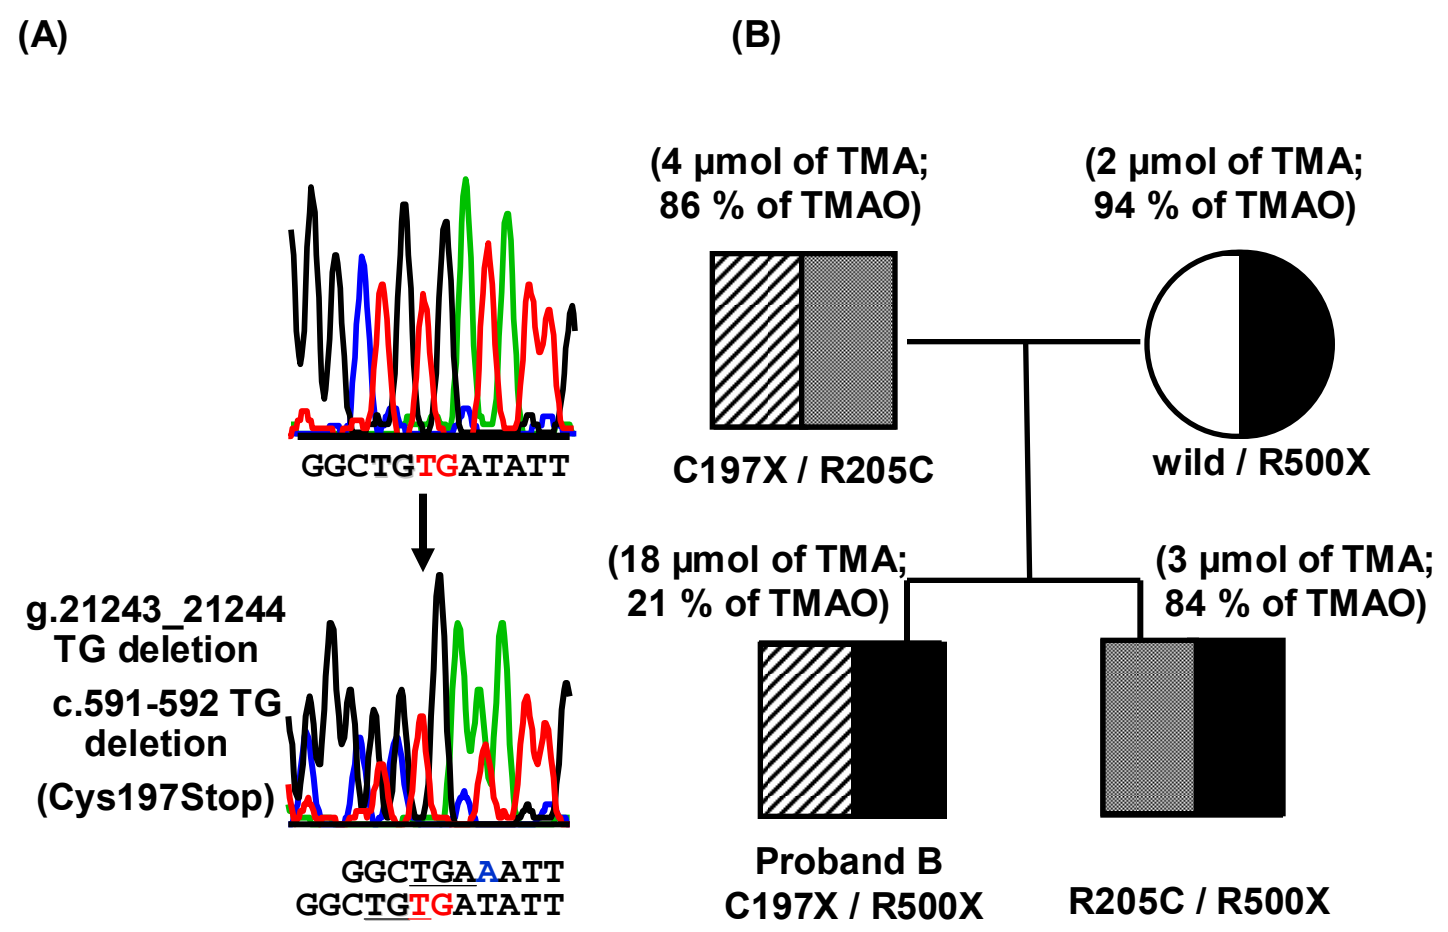 (A)
(B)
(4 µmol of TMA;
86 % of TMAO)
(2 µmol of TMA;
94 % of TMAO)
GGCTGTGATATT
C197X / R205C
wild / R500X
g.21243_21244
TG deletion
c.591-592 TG
deletion
(Cys197Stop)
GGCTGAAATT
GGCTGTGATATT
(18 µmol of TMA;
21 % of TMAO)
(3 µmol of TMA;
84 % of TMAO)
Proband B
C197X / R500X
R205C / R500X